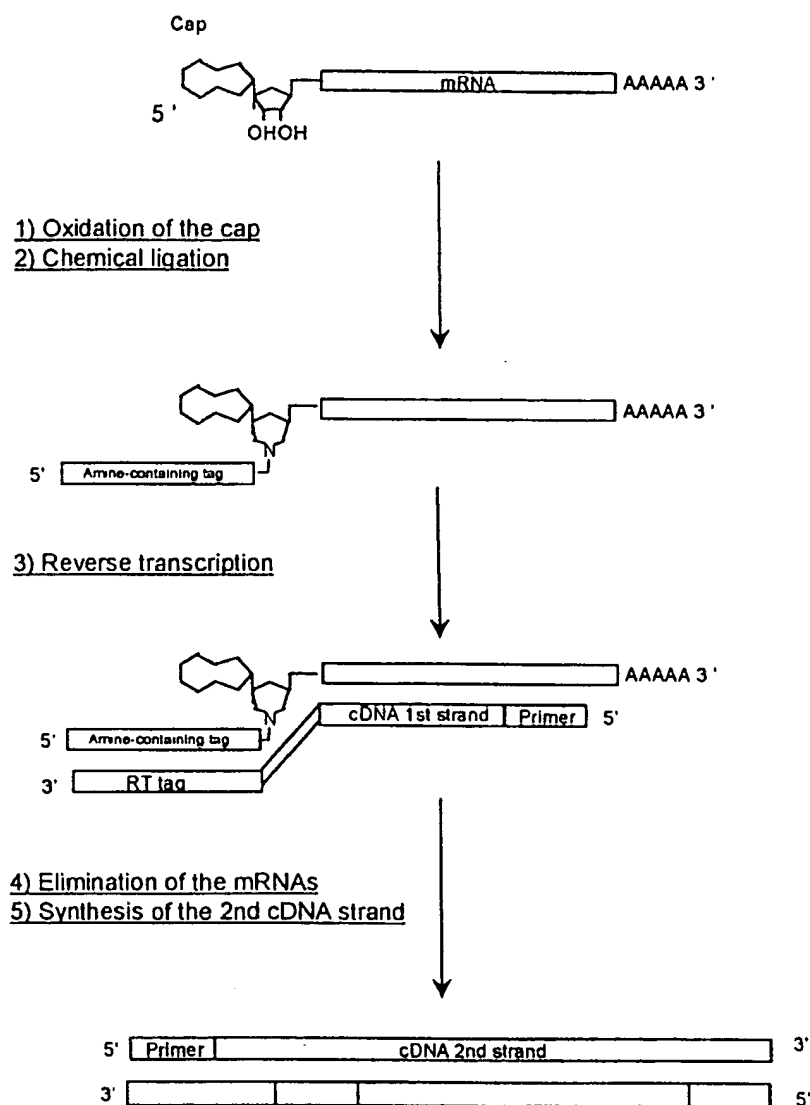 Cap
mRNA AAAAA 3 '
5 '
OHOH
1) Oxidation of the cap
2) Chemical ligation
AAAAA 3 '
N
5' Amine-containing tag
3) Reverse transcription
AAAAA 3 '
N
cDNA 1st strand Primer 5'
5' Amine-containing tag
3' RT tag
4) Elimination of the mRNAs
5) Synthesis of the 2nd cDNA strand
5' Primer cDNA 2nd strand 3'
3' 5'